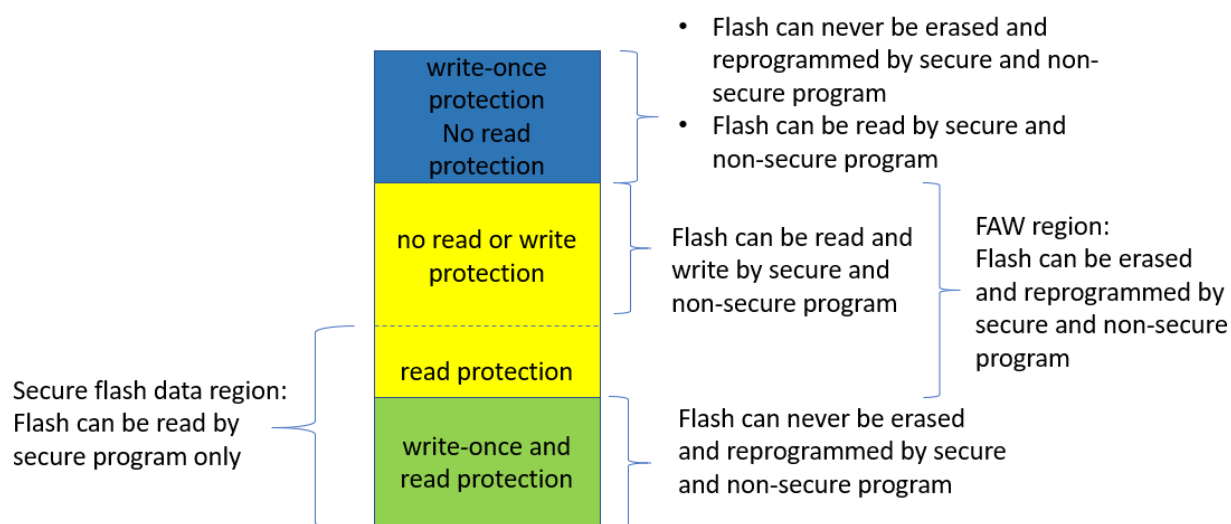 write-once
protection
No read
protection
• Flash can never be erased and
reprogrammed by secure and non-
secure program
• Flash can be read by secure and
non-secure program
no read or write
protection
Flash can be read and
write by secure and
non-secure program
FAW region:
Flash can be erased
and reprogrammed by
secure and non-secure
program
read protection
Secure flash data region:
Flash can be read by
secure program only
write-once and
read protection
Flash can never be erased
and reprogrammed by secure
and non-secure program